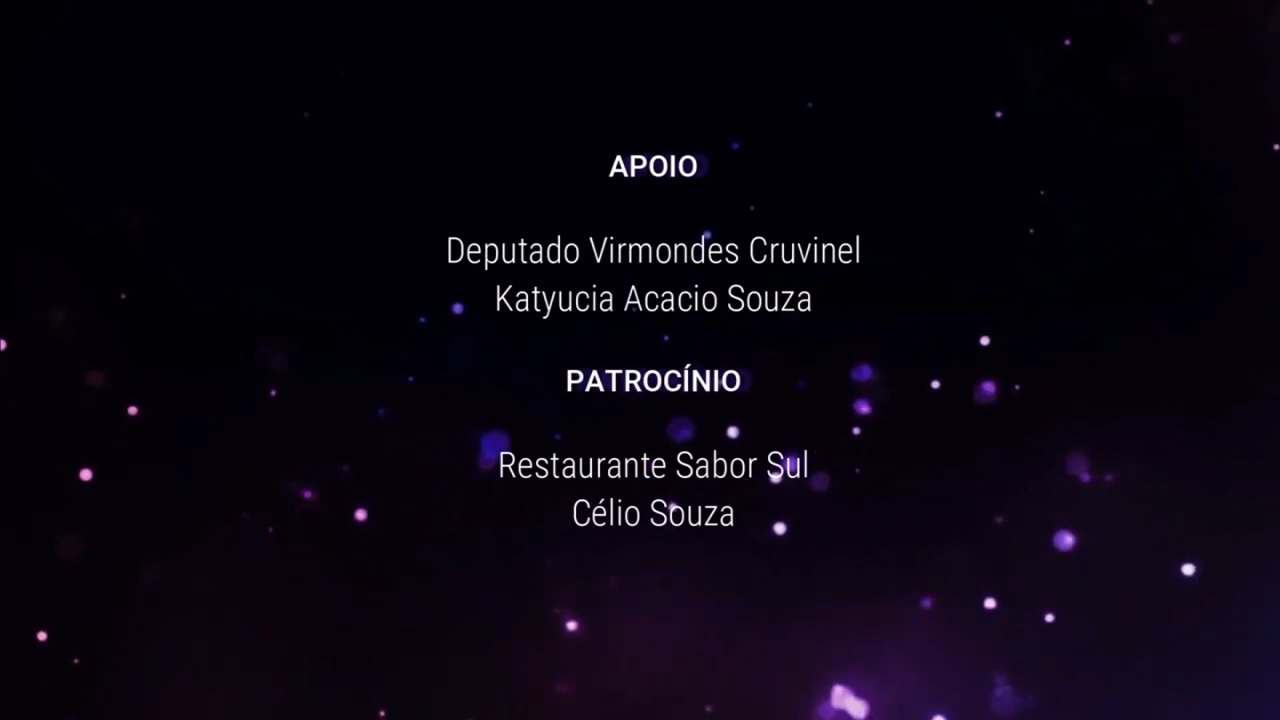 APOIO
Deputado Virmondes Cruvinel
Katyucia Acacio Souza
PATROCÍNIO
Restaurante Sabor Sul
Célio Souza